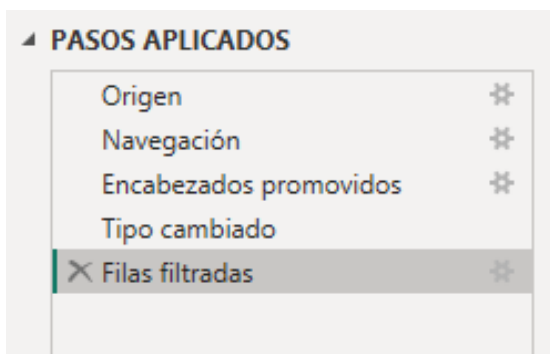 PASOS APLICADOS
Origen
Navegación
Encabezados promovidos
Tipo cambiado
Filas filtradas